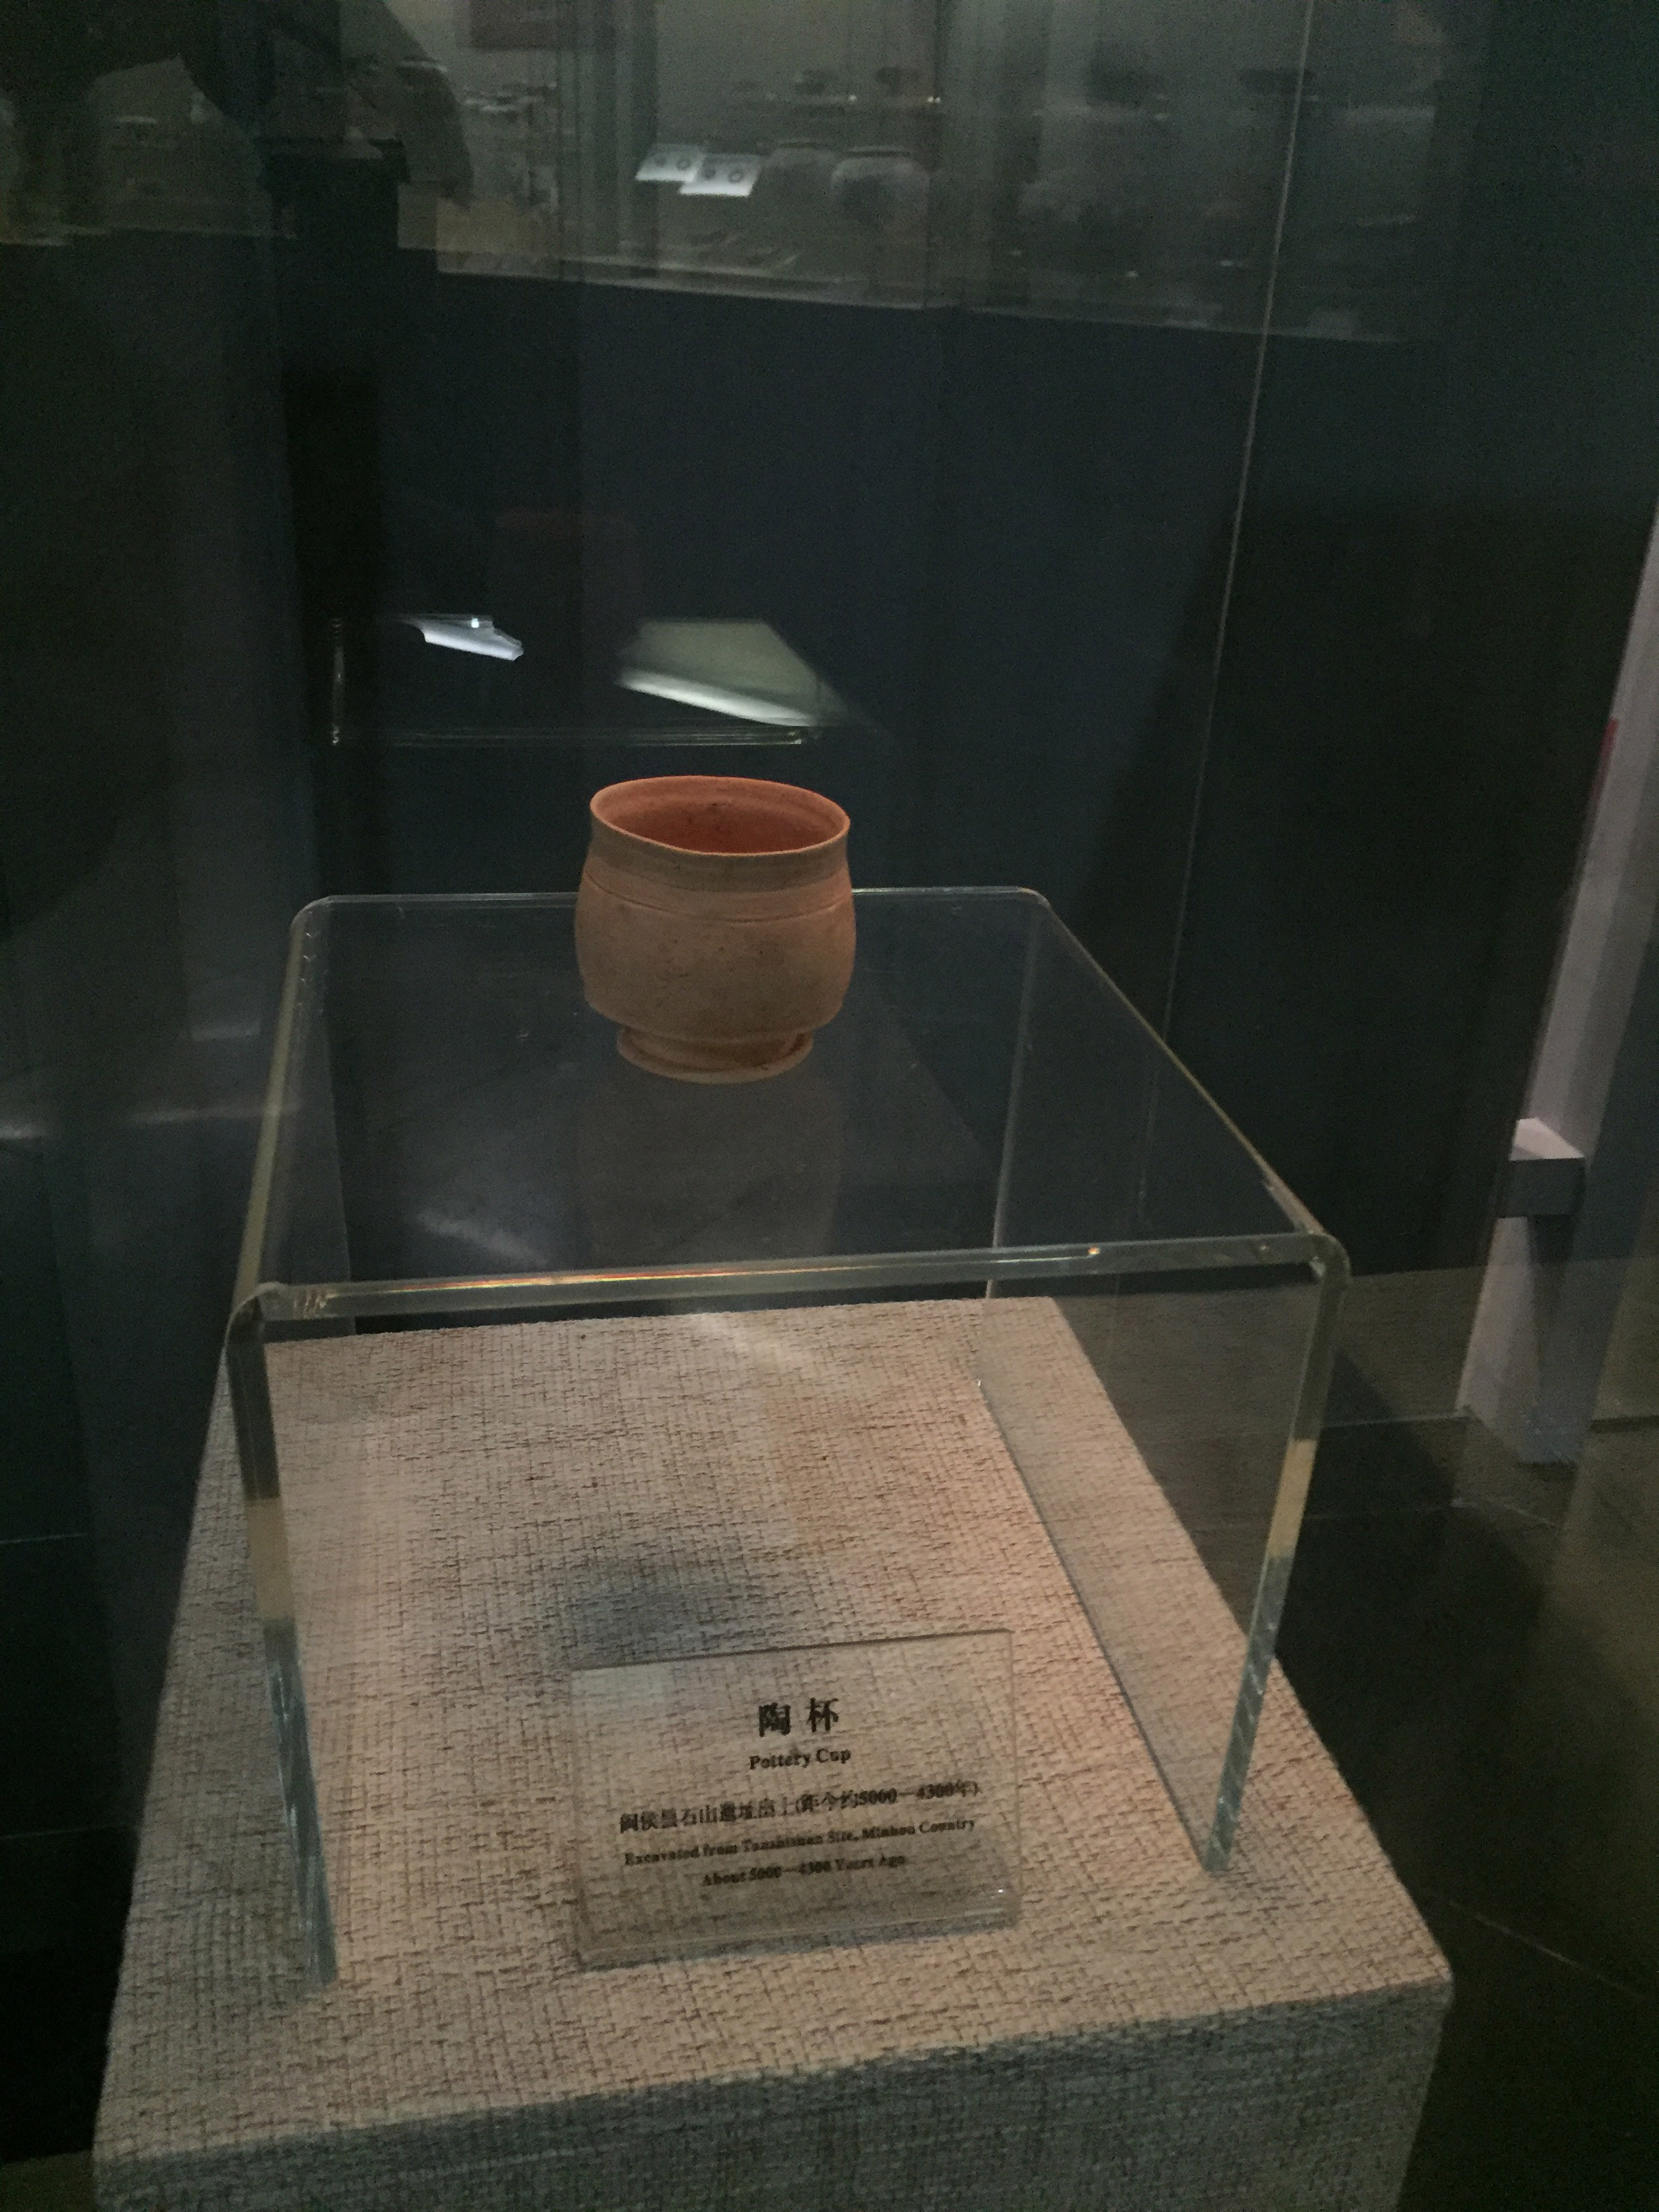 陶杯
Pottery Cup
闽侯昙石山遗址出土(距今约5000—4300年)
Excavated from Tanshishan Site, Minhou Country
About 5000—4300 Years Ago